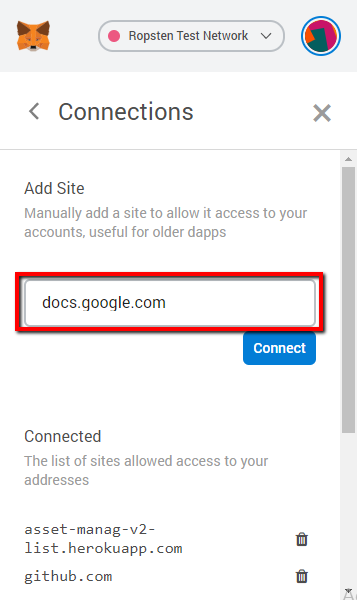 Ropsten Test Network
Connections
Add Site
Manually add a site to allow it access to your
accounts, useful for older dapps
docs.google.com
Connect
Connected
The list of sites allowed access to your
addresses
asset-manag-v2-
list.herokuapp.com
github.com